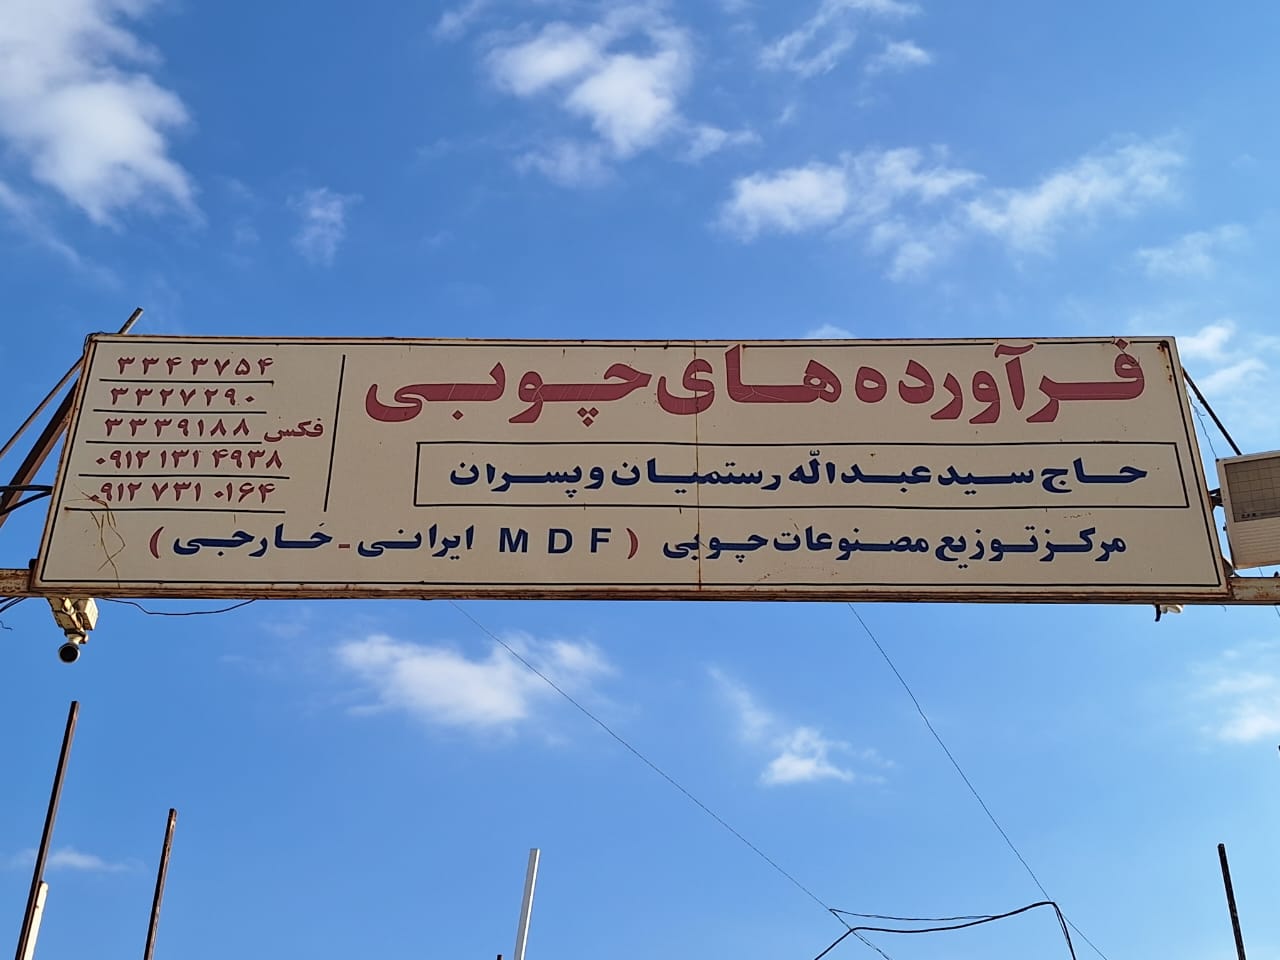 فرآورده های چوبی
حاج سید عبداله رستمیان و پسران
مرکز توزیع مصنوعات چوبی ( MDF ایرانی - خارجی )
۳۳۴۳۷۵۴
۳۳۲۷۲۹۰
فکس ۳۳۳۹۱۸۸
۰۹۱۲ ۱۳۱ ۴۹۳۸
۰۹۱۲ ۷۳۱ ۰۱۶۴